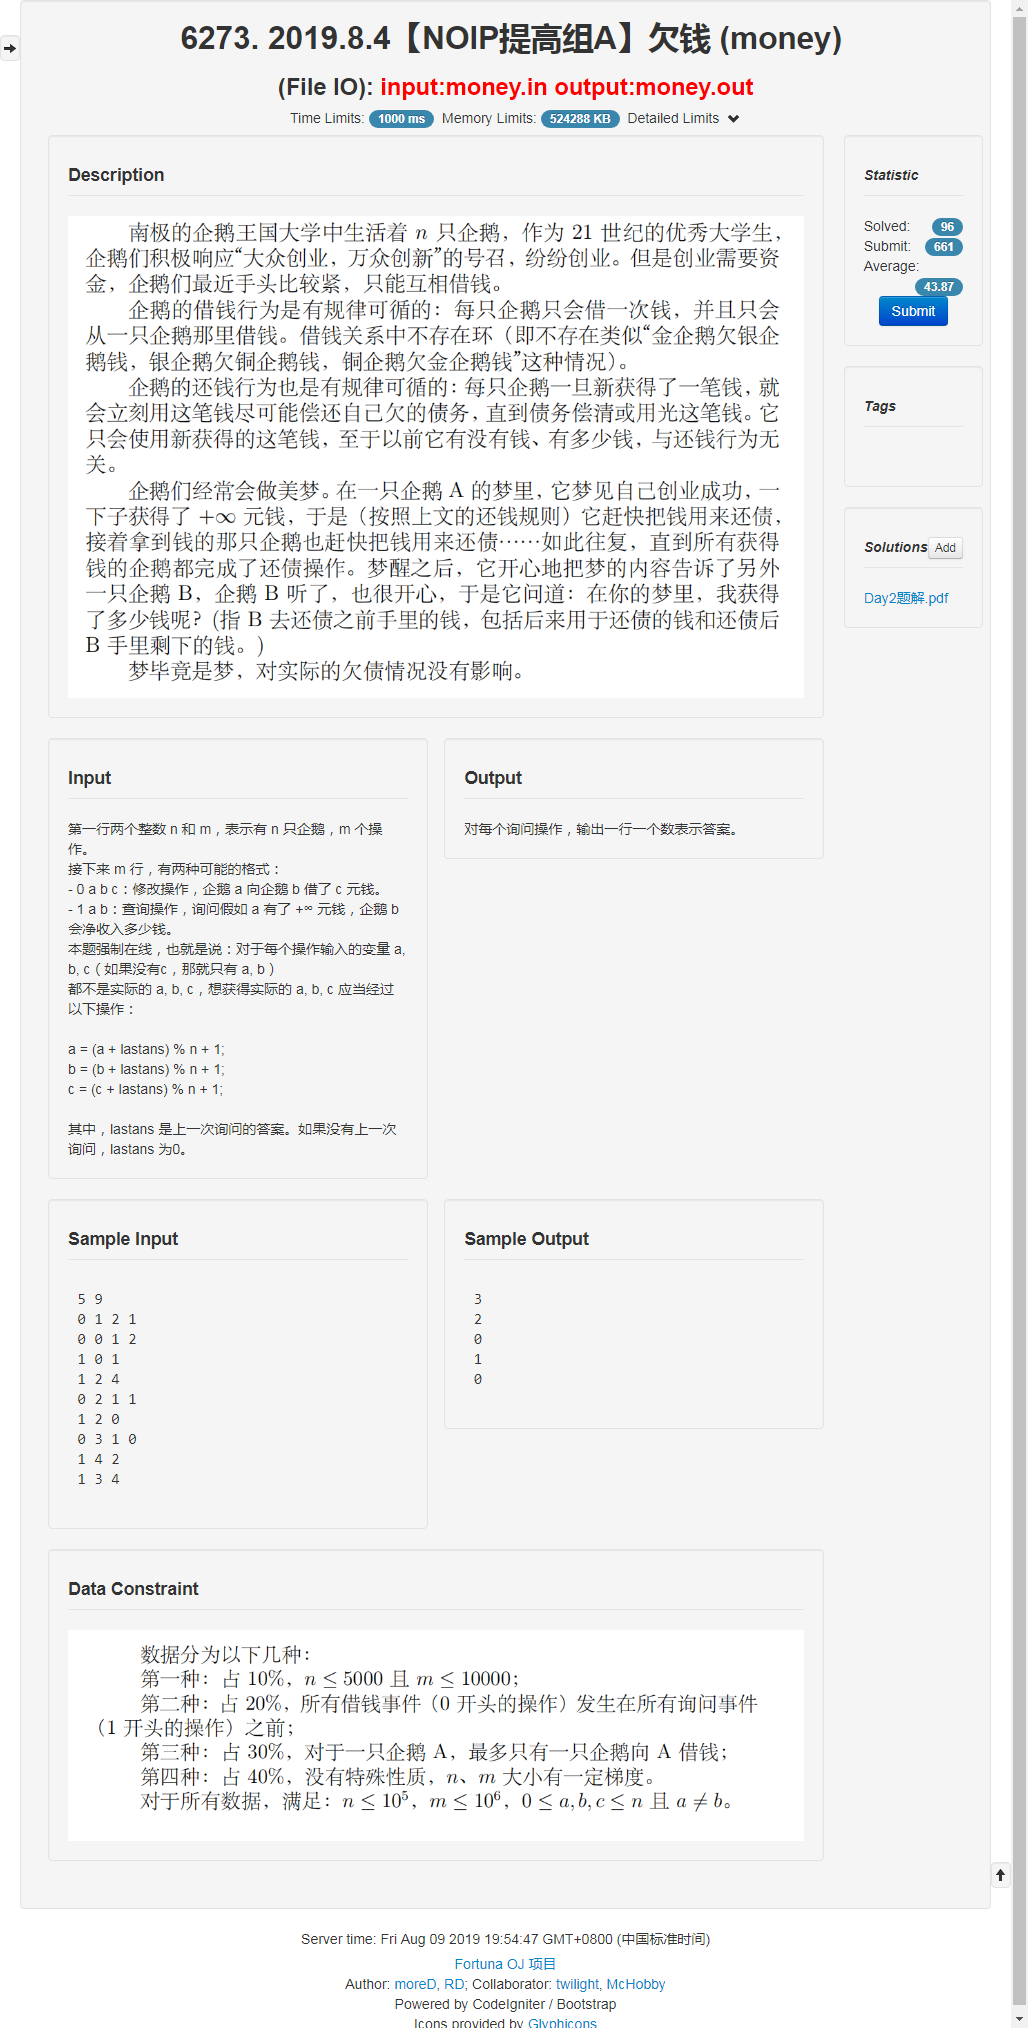 6273. 2019.8.4【NOIP提高组A】欠钱 (money)
(File IO): input:money.in output:money.out
Time Limits: 1000 ms Memory Limits: 524288 KB Detailed Limits
Description
南极的企鹅王国大学中生活着 n 只企鹅，作为 21 世纪的优秀大学生，
企鹅们积极响应“大众创业，万众创新”的号召，纷纷创业。但是创业需要资
金，企鹅们最近手头比较紧，只能互相借钱。
企鹅的借钱行为是有规律可循的：每只企鹅只会借一次钱，并且只会
从一只企鹅那里借钱。借钱关系中不存在环（即不存在类似“金企鹅欠银企
鹅钱，银企鹅欠铜企鹅钱，铜企鹅欠金企鹅钱”这种情况）。
企鹅的还钱行为也是有规律可循的：每只企鹅一旦新获得了一笔钱，就
会立刻用这笔钱尽可能偿还自己欠的债务，直到债务偿清或用光这笔钱。它
只会使用新获得的这笔钱，至于以前它有没有钱、有多少钱，与还钱行为无
关。
企鹅们经常会做美梦。在一只企鹅 A 的梦里，它梦见自己创业成功，一
下子获得了 +∞ 元钱，于是（按照上文的还钱规则）它赶快把钱用来还债，
接着拿到钱的那只企鹅也赶快把钱用来还债⋯⋯如此往复，直到所有获得
钱的企鹅都完成了还债操作。梦醒之后，它开心地把梦的内容告诉了另外
一只企鹅 B，企鹅 B 听了，也很开心，于是它问道：在你的梦里，我获得
了多少钱呢？(指 B 去还债之前手里的钱，包括后来用于还债的钱和还债后
B 手里剩下的钱。)
梦毕竟是梦，对实际的欠债情况没有影响。
Statistic
Solved: 96
Submit: 661
Average:
43.87
Submit
Tags
Solutions Add
Day2题解.pdf
Input
第一行两个整数 n 和 m，表示有 n 只企鹅，m 个操
作。
接下来 m 行，有两种可能的格式：
- 0 a b c：修改操作，企鹅 a 向企鹅 b 借了 c 元钱。
- 1 a b：查询操作，询问假如 a 有了 +∞ 元钱，企鹅 b
会净收入多少钱。
本题强制在线，也就是说：对于每个操作输入的变量 a,
b, c（如果没有c，那就只有 a, b）
都不是实际的 a, b, c，想获得实际的 a, b, c 应当经过
以下操作：
a = (a + lastans) % n + 1;
b = (b + lastans) % n + 1;
c = (c + lastans) % n + 1;
其中，lastans 是上一次询问的答案。如果没有上一次
询问，lastans 为0。
Output
对每个询问操作，输出一行一个数表示答案。
Sample Input
5 9
0 1 2 1
0 0 1 2
1 0 1
1 2 4
0 2 1 1
1 2 0
0 3 1 0
1 4 2
1 3 4
Sample Output
3
2
0
1
0
Data Constraint
数据分为以下几种：
第一种：占 10%，n ≤ 5000 且 m ≤ 10000；
第二种：占 20%，所有借钱事件（0 开头的操作）发生在所有询问事件
（1 开头的操作）之前；
第三种：占 30%，对于一只企鹅 A，最多只有一只企鹅向 A 借钱；
第四种：占 40%，没有特殊性质，n、m 大小有一定梯度。
对于所有数据，满足：n ≤ 10⁵，m ≤ 10⁶，0 ≤ a, b, c ≤ n 且 a ≠ b。
Server time: Fri Aug 09 2019 19:54:47 GMT+0800 (中国标准时间)
Fortuna OJ 项目
Author: moreD, RD; Collaborator: twilight, McHobby
Powered by CodeIgniter / Bootstrap
Icons provided by Glyphicons